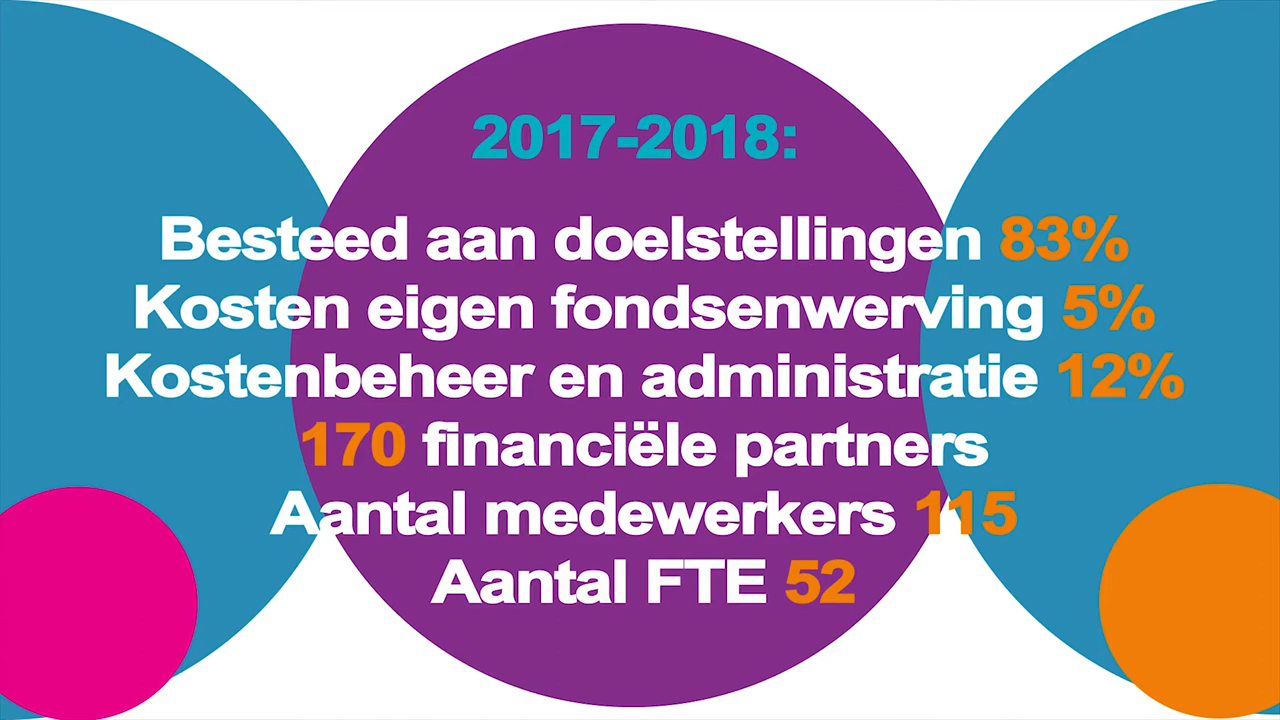 2017-2018:
Besteed aan doelstellingen 83%
Kosten eigen fondsenwerving 5%
Kostenbeheer en administratie 12%
170 financiële partners
Aantal medewerkers 115
Aantal FTE 52